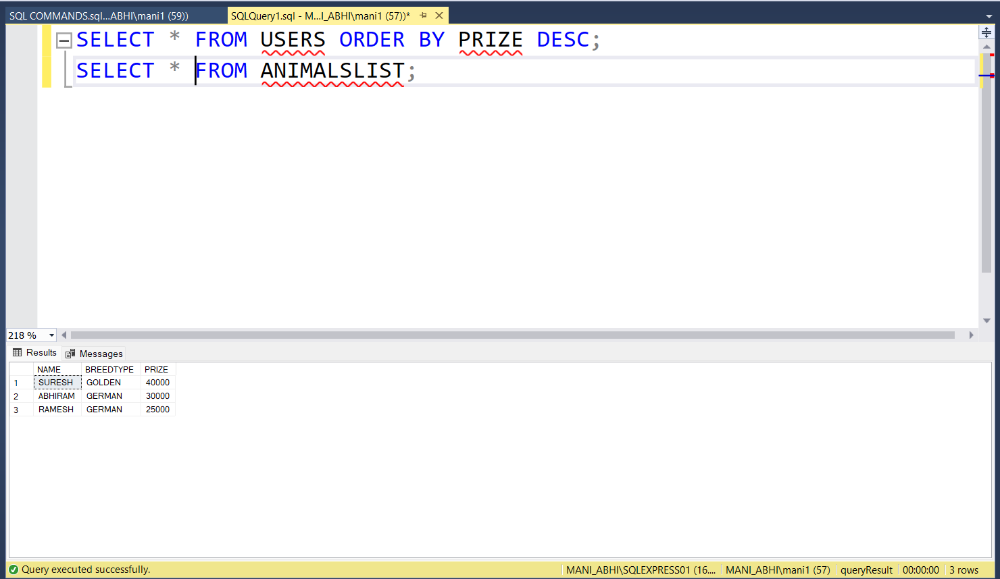 SQL COMMANDS.sql...ABHI\mani1 (59)) SQLQuery1.sql - M...I_ABHI\mani1 (57))*
SELECT * FROM USERS ORDER BY PRIZE DESC;
SELECT * FROM ANIMALSLIST;
218 %
Results Messages
NAME BREEDTYPE PRIZE
1 SURESH GOLDEN 40000
2 ABHIRAM GERMAN 30000
3 RAMESH GERMAN 25000
Query executed successfully. MANI_ABHI\SQLEXPRESS01 (16.... MANI_ABHI\mani1 (57) queryResult 00:00:00 3 rows